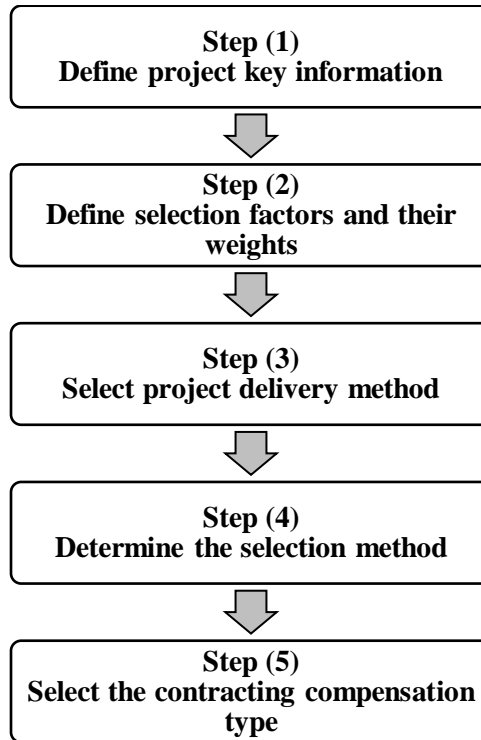 Step (1)
Define project key information
Step (2)
Define selection factors and their
weights
Step (3)
Select project delivery method
Step (4)
Determine the selection method
Step (5)
Select the contracting compensation
type